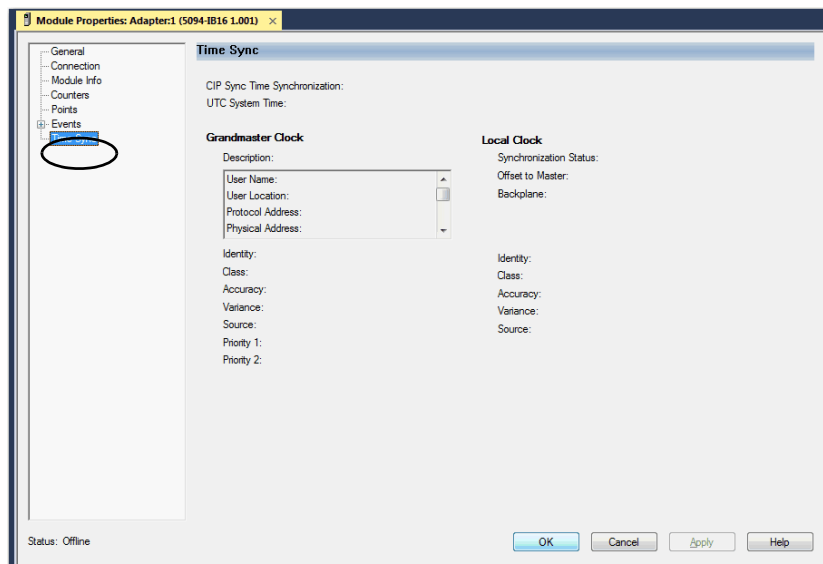 Module Properties: Adapter:1 (5094-IB16 1.001) ×
General
Connection
Module Info
Counters
Points
Events
Time Sync
Time Sync
CIP Sync Time Synchronization:
UTC System Time:
Grandmaster Clock
Description:
User Name:
User Location:
Protocol Address:
Physical Address:
Identity:
Class:
Accuracy:
Variance:
Source:
Priority 1:
Priority 2:
Local Clock
Synchronization Status:
Offset to Master:
Backplane:
Identity:
Class:
Accuracy:
Variance:
Source:
Status: Offline
OK Cancel Apply Help